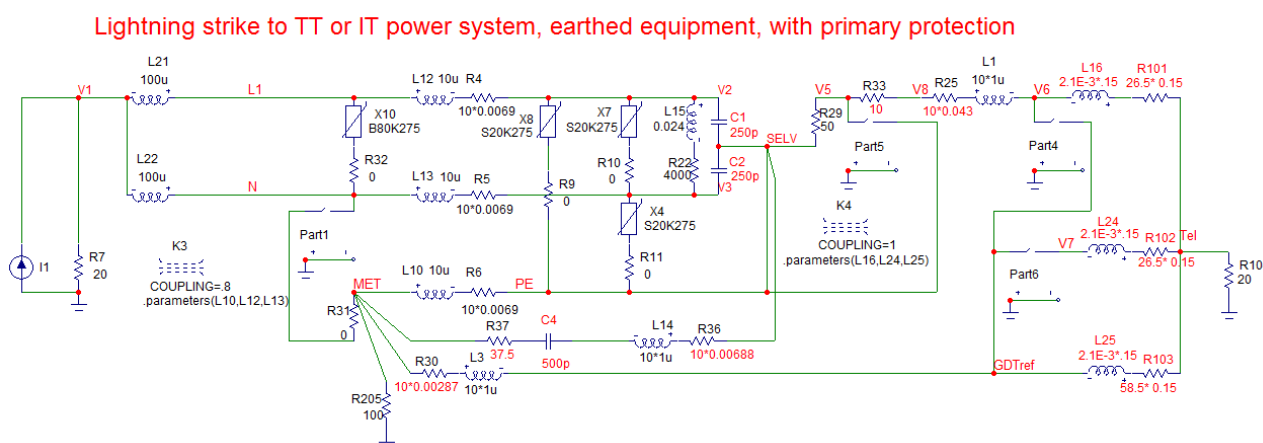 Lightning strike to TT or IT power system, earthed equipment, with primary protection
L21
100u
V1
L1
L12 10u
R4
10*0.0069
X10
B80K275
X8
S20K275
X7
S20K275
L15
0.024
V2
C1
250p
SELV
V5
R29
50
R33
10
V8
R25
10*0.043
L1
10*1u
V6
L16
2.1E-3*.15
R101
26.5* 0.15
L22
100u
N
R32
0
L13 10u
R5
10*0.0069
R9
0
R10
0
R22
4000
C2
250p
V3
X4
S20K275
R11
0
Part5
Part4
K4
COUPLING=1
.parameters(L16,L24,L25)
I1
R7
20
K3
COUPLING=.8
.parameters(L10,L12,L13)
Part1
MET
L10 10u
R6
10*0.0069
PE
R31
0
V7
L24
2.1E-3*.15
R102
26.5* 0.15
Tel
R10
20
Part6
R37
37.5
C4
500p
L14
10*1u
R36
10*0.00688
R30
10*0.00287
L3
10*1u
GDTref
L25
2.1E-3*.15
R103
58.5* 0.15
R205
100